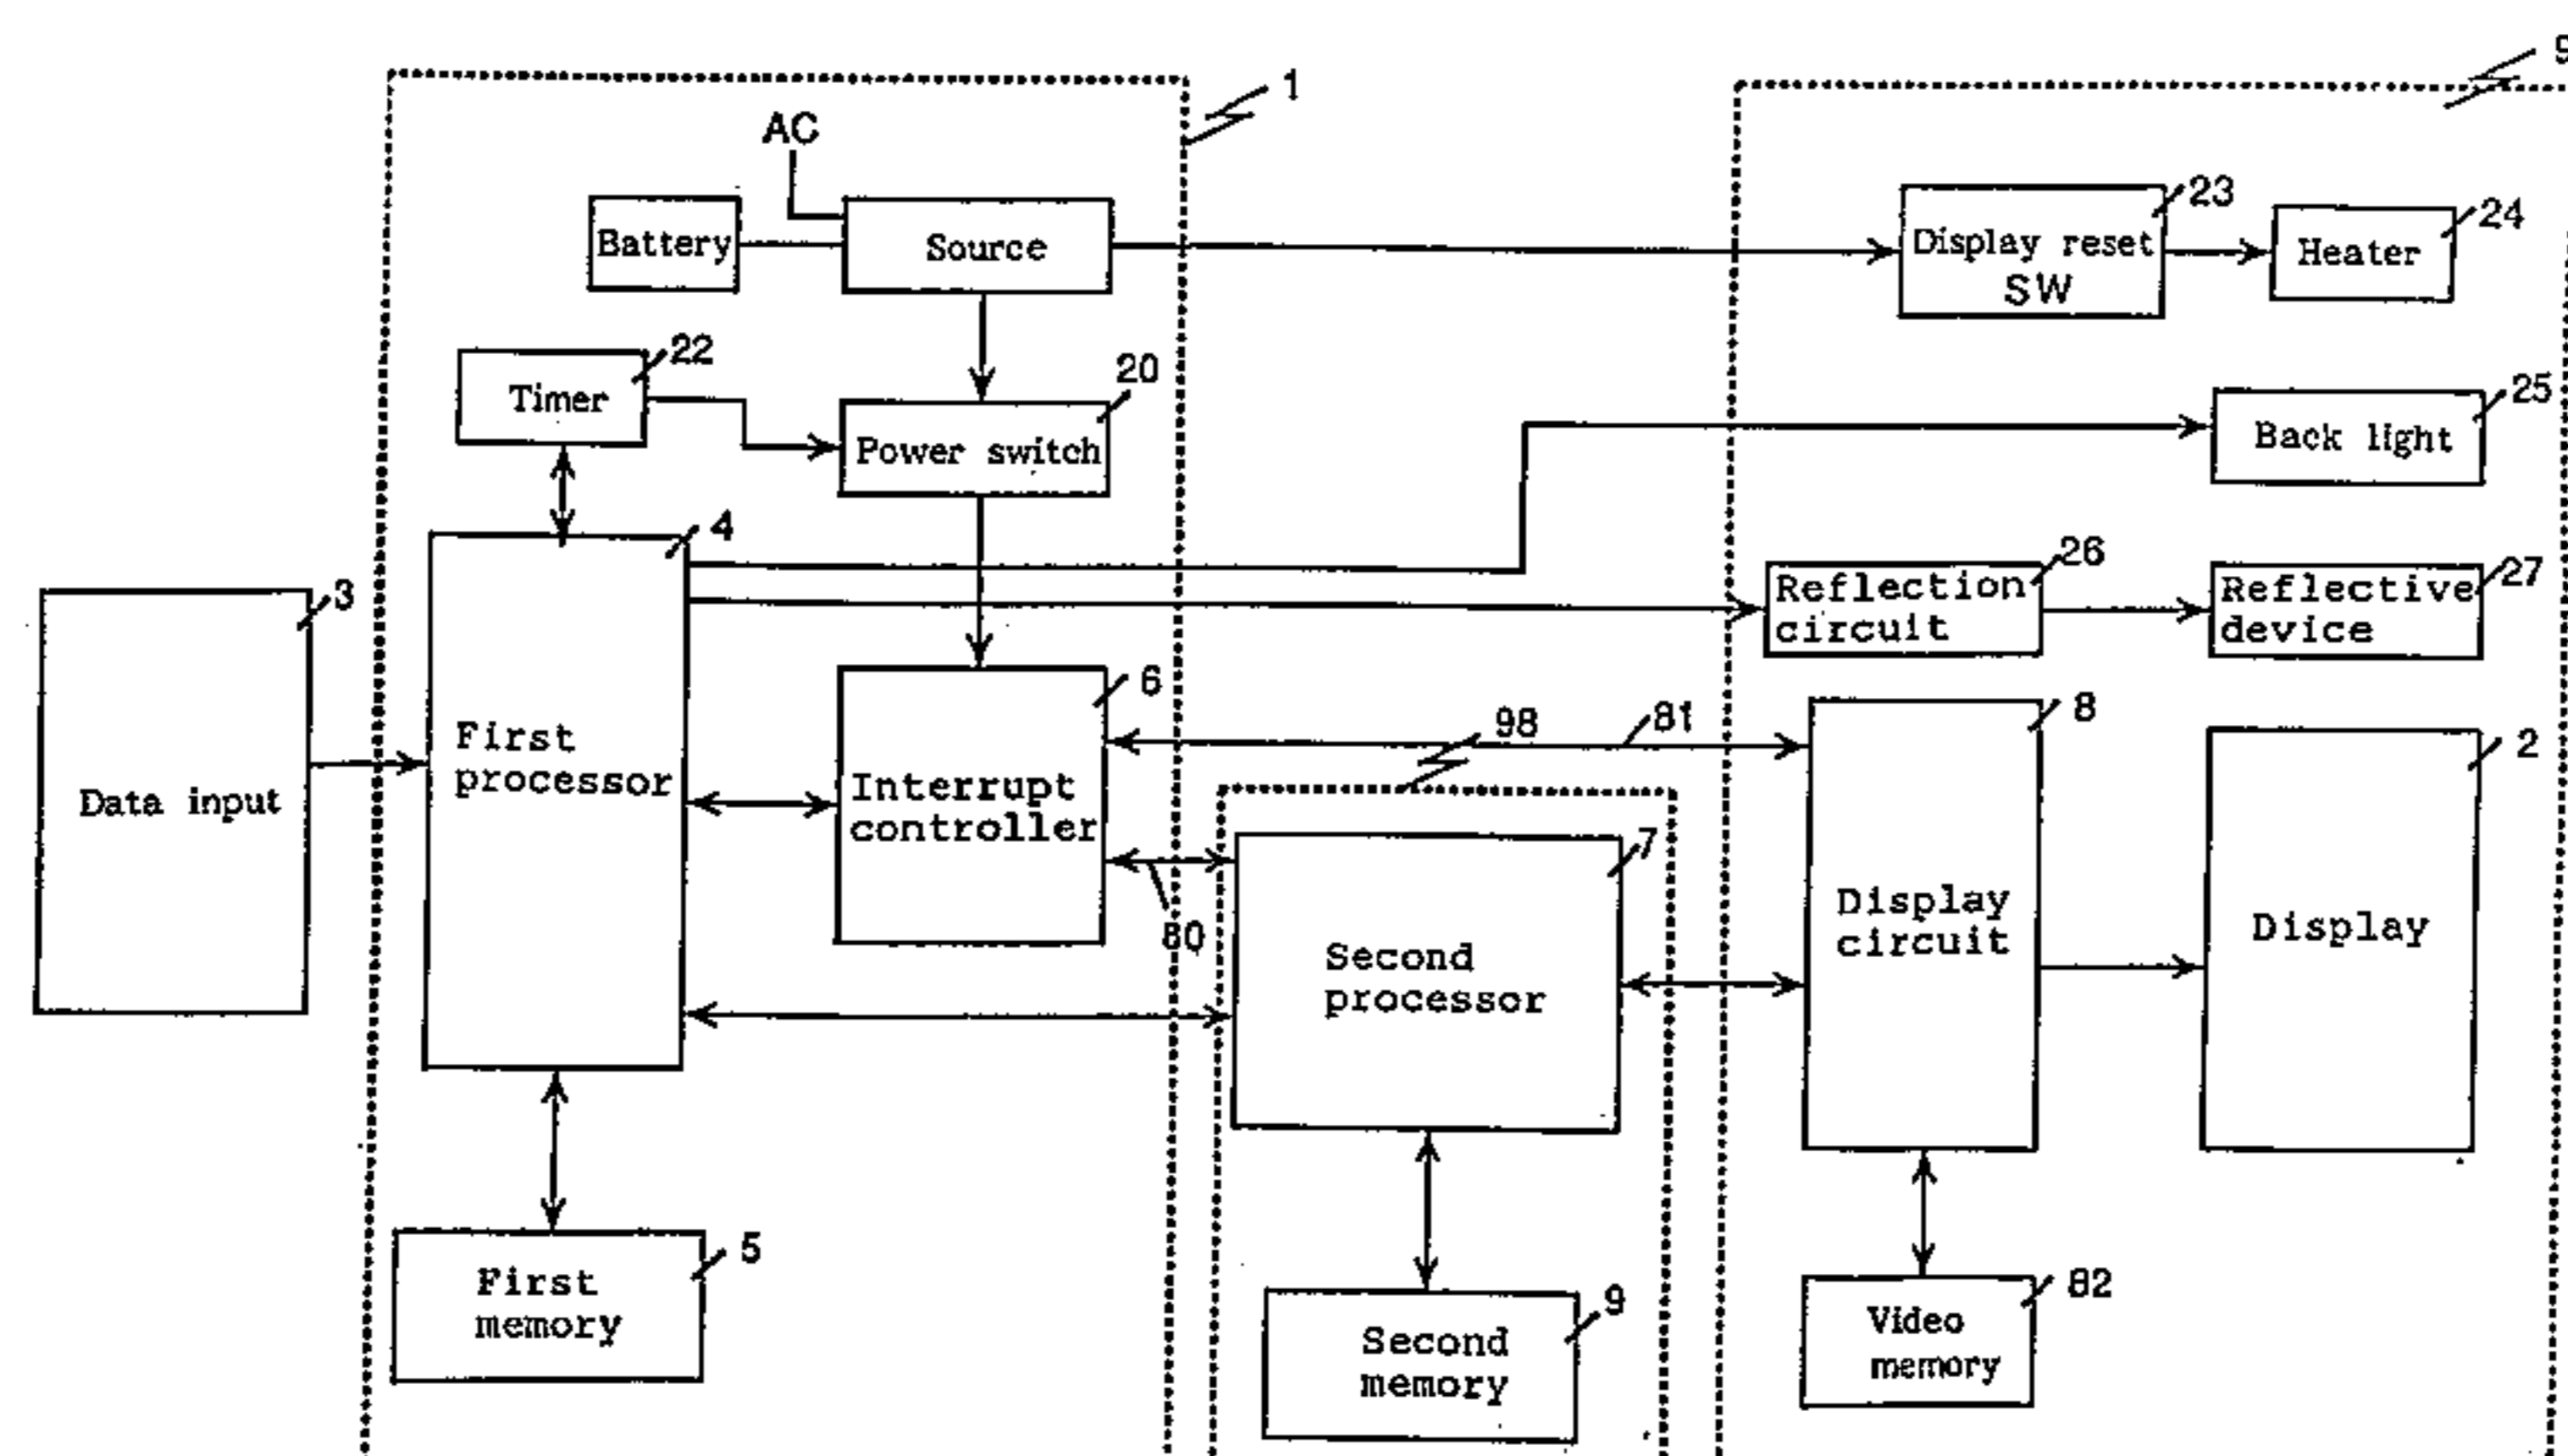 1
9
AC
Battery
Source
23
Display reset
SW
24
Heater
22
Timer
20
Power switch
25
Back light
4
First
processor
3
Data input
26
Reflection
circuit
27
Reflective
device
6
Interrupt
controller
98
81
8
Display
circuit
2
Display
80
7
Second
processor
5
First
memory
9
Second
memory
82
Video
memory